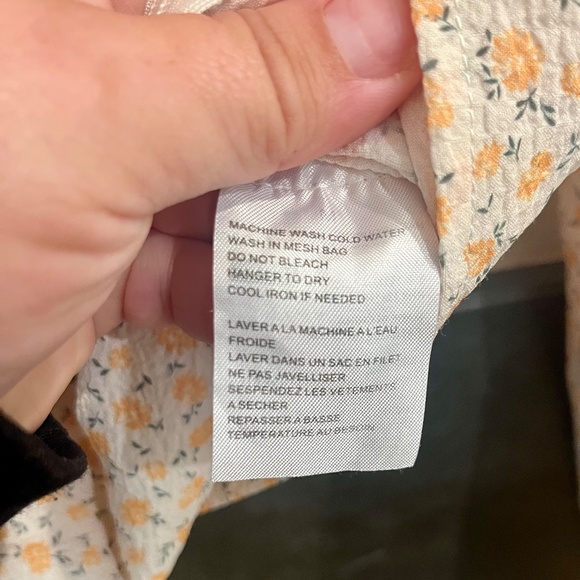 MACHINE WASH COLD WATER
WASH IN MESH BAG
DO NOT BLEACH
HANGER TO DRY
COOL IRON IF NEEDED
LAVER A LA MACHINE A L'EAU
FROIDE
LAVER DANS UN SAC EN FILET
NE PAS JAVELLISER
SESPENDEZ LES VETEMENTS
A SECHER
REPASSER A BASSE
TEMPERATURE AU BESOIN